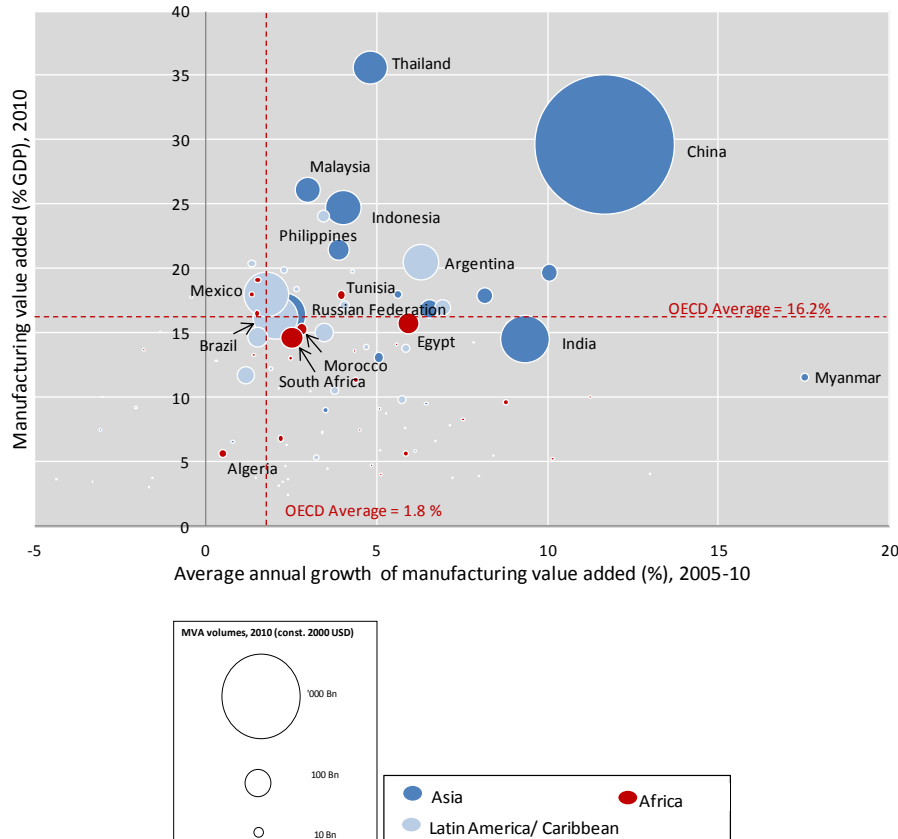 40
35
30
25
20
15
10
5
0
Manufacturing value added (% GDP), 2010
Thailand
China
Malaysia
Indonesia
Philippines
Argentina
Mexico
Tunisia
Russian Federation
OECD Average = 16.2%
Brazil
Egypt
India
Morocco
South Africa
Myanmar
Algeria
OECD Average = 1.8 %
-5
0
5
10
15
20
Average annual growth of manufacturing value added (%), 2005-10
MVA volumes, 2010 (const. 2000 USD)
'000 Bn
100 Bn
10 Bn
Asia
Africa
Latin America/ Caribbean